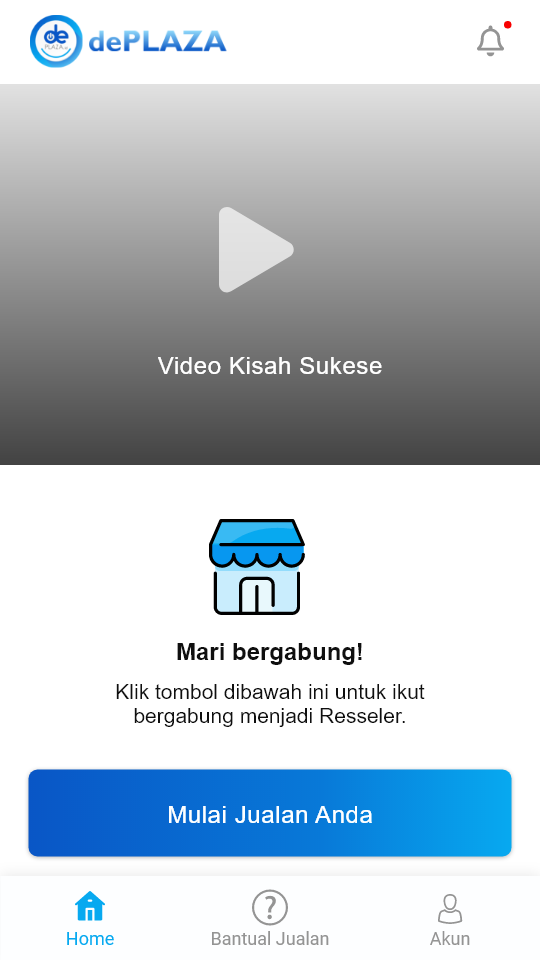 de
PLAZA.id
dePLAZA
Video Kisah Sukese
Mari bergabung!
Klik tombol dibawah ini untuk ikut
bergabung menjadi Resseler.
Mulai Jualan Anda
Home
Bantual Jualan
Akun